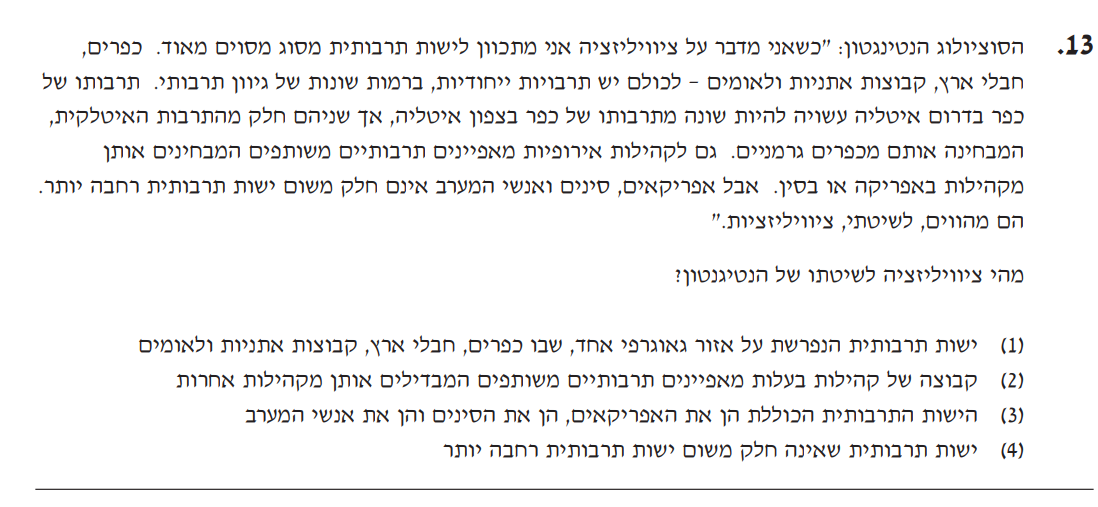 13. הסוציולוג הנטינגטון: "כשאני מדבר על ציוויליזציה אני מתכוון לישות תרבותית מסוג מסוים מאוד. כפרים,
חבלי ארץ, קבוצות אתניות ולאומים – לכולם יש תרבויות ייחודיות, ברמות שונות של גיוון תרבותי. תרבותו של
כפר בדרום איטליה עשויה להיות שונה מתרבותו של כפר בצפון איטליה, אך שניהם חלק מהתרבות האיטלקית,
המבחינה אותם מכפרים גרמניים. גם לקהילות אירופיות מאפיינים תרבותיים משותפים המבחינים אותן
מקהילות באפריקה או בסין. אבל אפריקאים, סינים ואנשי המערב אינם חלק משום ישות תרבותית רחבה יותר.
הם מהווים, לשיטתי, ציוויליזציות."
מהי ציוויליזציה לשיטתו של הנטיגנטון?
(1) ישות תרבותית הנפרשת על אזור גאוגרפי אחד, שבו כפרים, חבלי ארץ, קבוצות אתניות ולאומים
(2) קבוצה של קהילות בעלות מאפיינים תרבותיים משותפים המבדילים אותן מקהילות אחרות
(3) הישות התרבותית הכוללת הן את האפריקאים, הן את הסינים והן את אנשי המערב
(4) ישות תרבותית שאינה חלק משום ישות תרבותית רחבה יותר